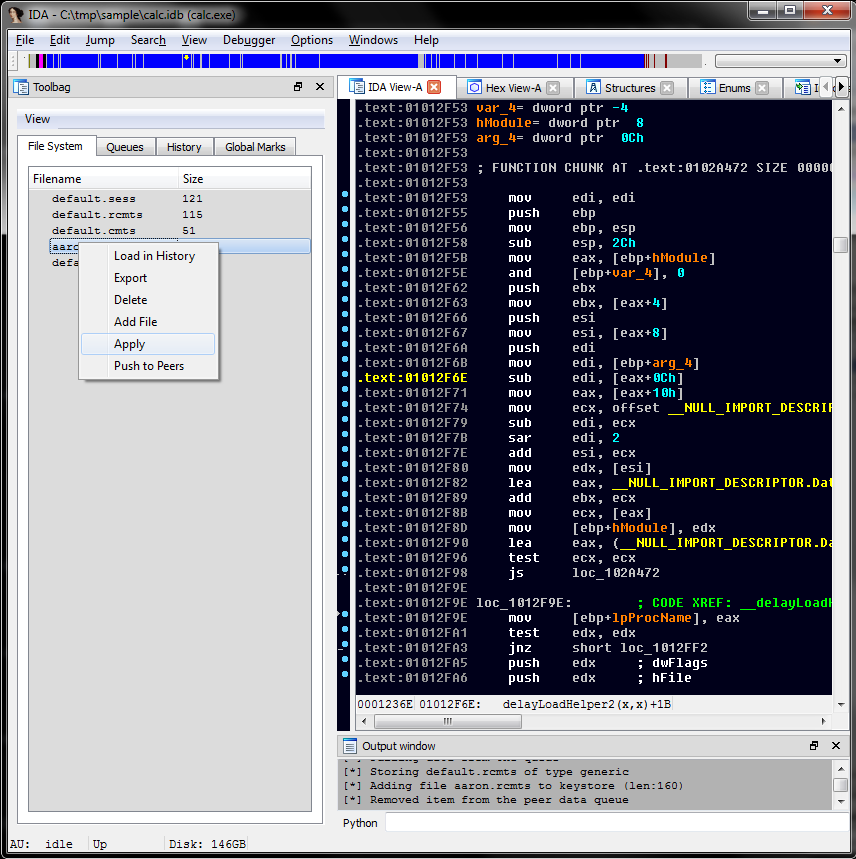 IDA - C:\tmp\sample\calc.idb (calc.exe)
File Edit Jump Search View Debugger Options Windows Help
Toolbag
View
File System Queues History Global Marks
Filename Size
default.sess 121
default.rcmts 115
default.cmts 51
Load in History
Export
Delete
Add File
Apply
Push to Peers
IDA View-A Hex View-A Structures Enums
.text:01012F53 var_4= dword ptr -4
.text:01012F53 hModule= dword ptr 8
.text:01012F53 arg_4= dword ptr 0Ch
.text:01012F53
.text:01012F53 ; FUNCTION CHUNK AT .text:0102A472 SIZE 00000
.text:01012F53
.text:01012F53 mov edi, edi
.text:01012F55 push ebp
.text:01012F56 mov ebp, esp
.text:01012F58 sub esp, 2Ch
.text:01012F5B mov eax, [ebp+hModule]
.text:01012F5E and [ebp+var_4], 0
.text:01012F62 push ebx
.text:01012F63 mov ebx, [eax+4]
.text:01012F66 push esi
.text:01012F67 mov esi, [eax+8]
.text:01012F6A push edi
.text:01012F6B mov edi, [ebp+arg_4]
.text:01012F6E sub edi, [eax+0Ch]
.text:01012F71 mov eax, [eax+10h]
.text:01012F74 mov ecx, offset __NULL_IMPORT_DESCRIP
.text:01012F79 sub edi, ecx
.text:01012F7B sar edi, 2
.text:01012F7E add esi, ecx
.text:01012F80 mov edx, [esi]
.text:01012F82 lea eax, __NULL_IMPORT_DESCRIPTOR.Dat
.text:01012F89 add ebx, ecx
.text:01012F8B mov ecx, [eax]
.text:01012F8D mov [ebp+hModule], edx
.text:01012F90 lea eax, (__NULL_IMPORT_DESCRIPTOR.Da
.text:01012F96 test ecx, ecx
.text:01012F98 js loc_102A472
.text:01012F9E
.text:01012F9E loc_1012F9E: ; CODE XREF: __delayLoadH
.text:01012F9E mov [ebp+lpProcName], eax
.text:01012FA1 test edx, edx
.text:01012FA3 jnz short loc_1012FF2
.text:01012FA5 push edx ; dwFlags
.text:01012FA6 push edx ; hFile
0001236E 01012F6E: delayLoadHelper2(x,x)+1B
Output window
[*] Storing default.rcmts of type generic
[*] Adding file aaron.rcmts to keystore (len:160)
[*] Removed item from the peer data queue
Python
AU: idle Up Disk: 146GB